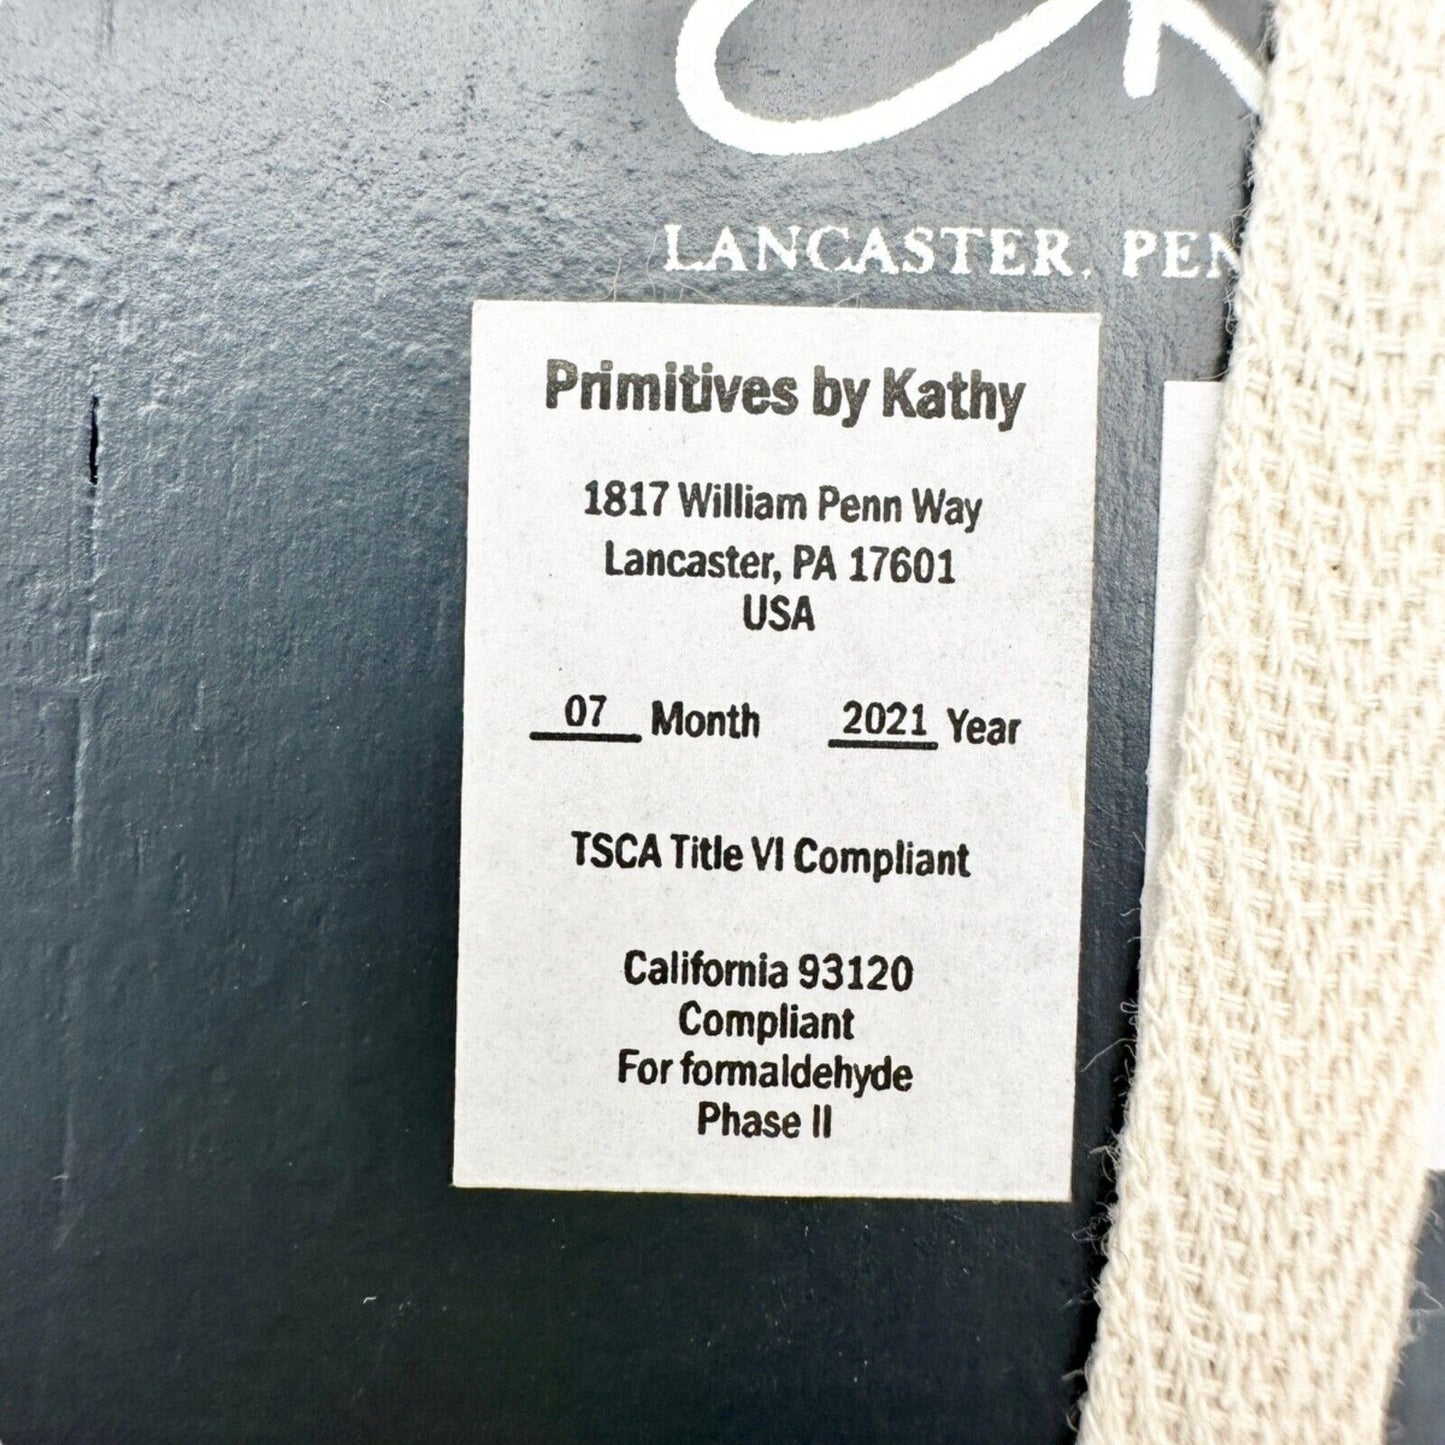 LANCASTER, PEN
Primitives by Kathy
1817 William Penn Way
Lancaster, PA 17601
USA
07 Month 2021 Year
TSCA Title VI Compliant
California 93120
Compliant
For formaldehyde
Phase II